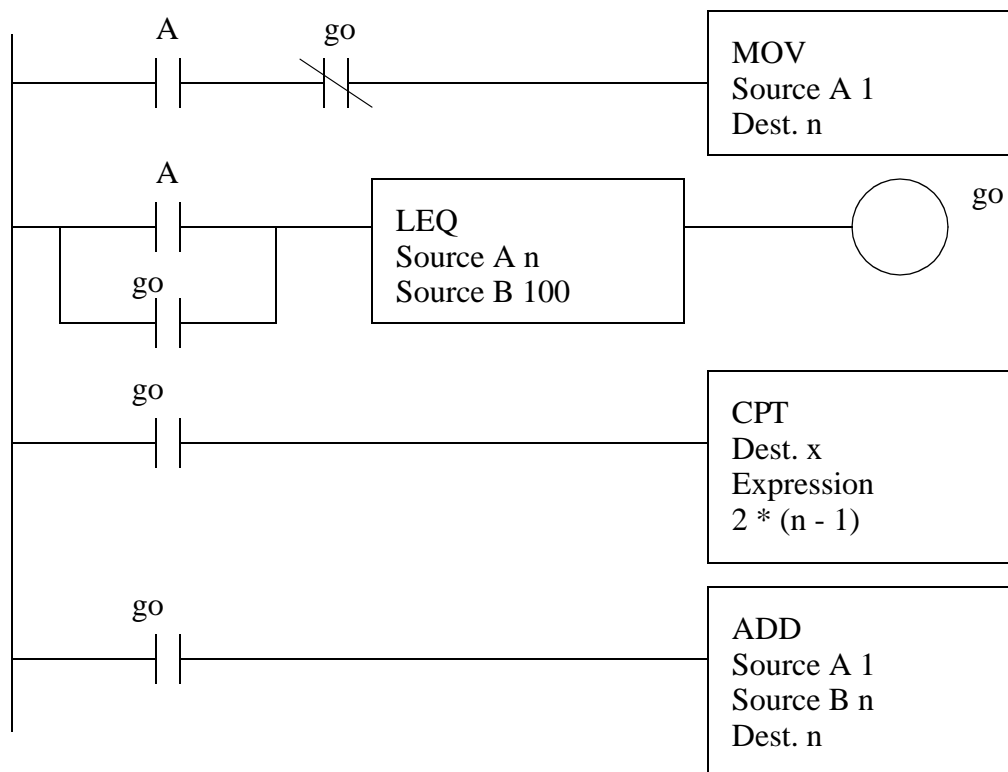 A
go
MOV
Source A 1
Dest. n
A
go
LEQ
Source A n
Source B 100
go
go
CPT
Dest. x
Expression
2 * (n - 1)
go
ADD
Source A 1
Source B n
Dest. n